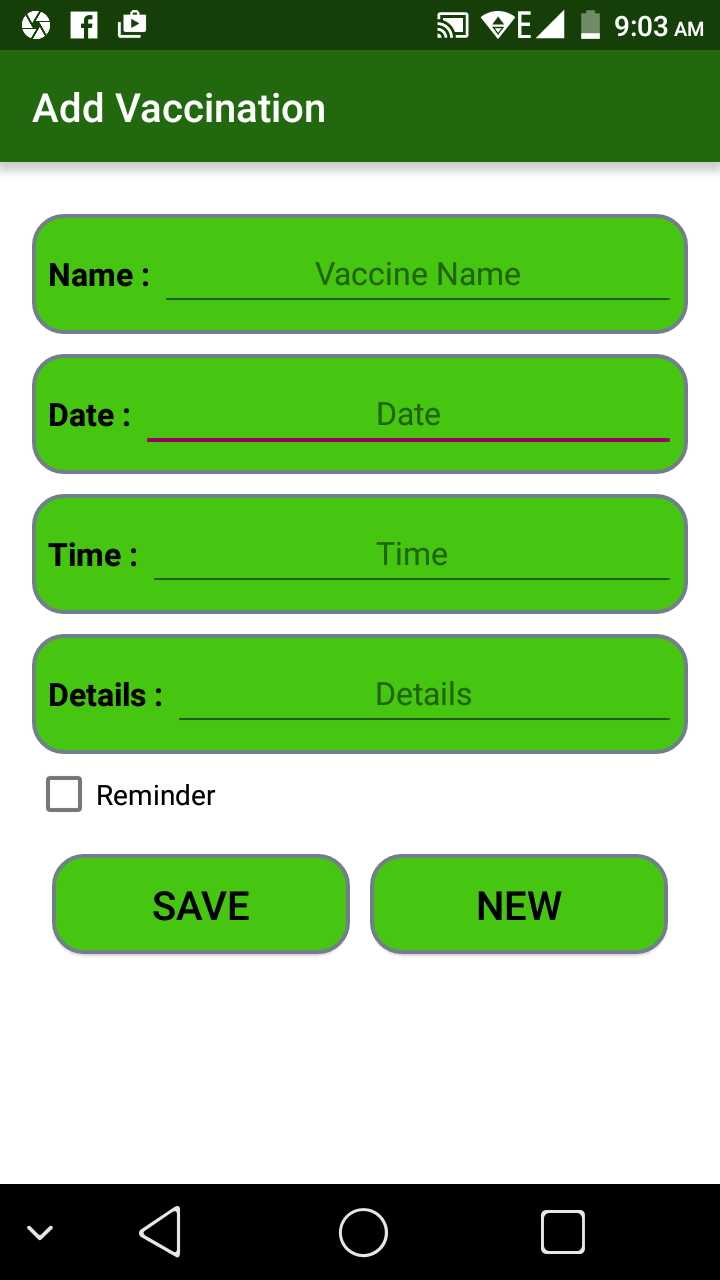 E 9:03 AM
Add Vaccination
Name : Vaccine Name
Date : Date
Time : Time
Details : Details
Reminder
SAVE NEW